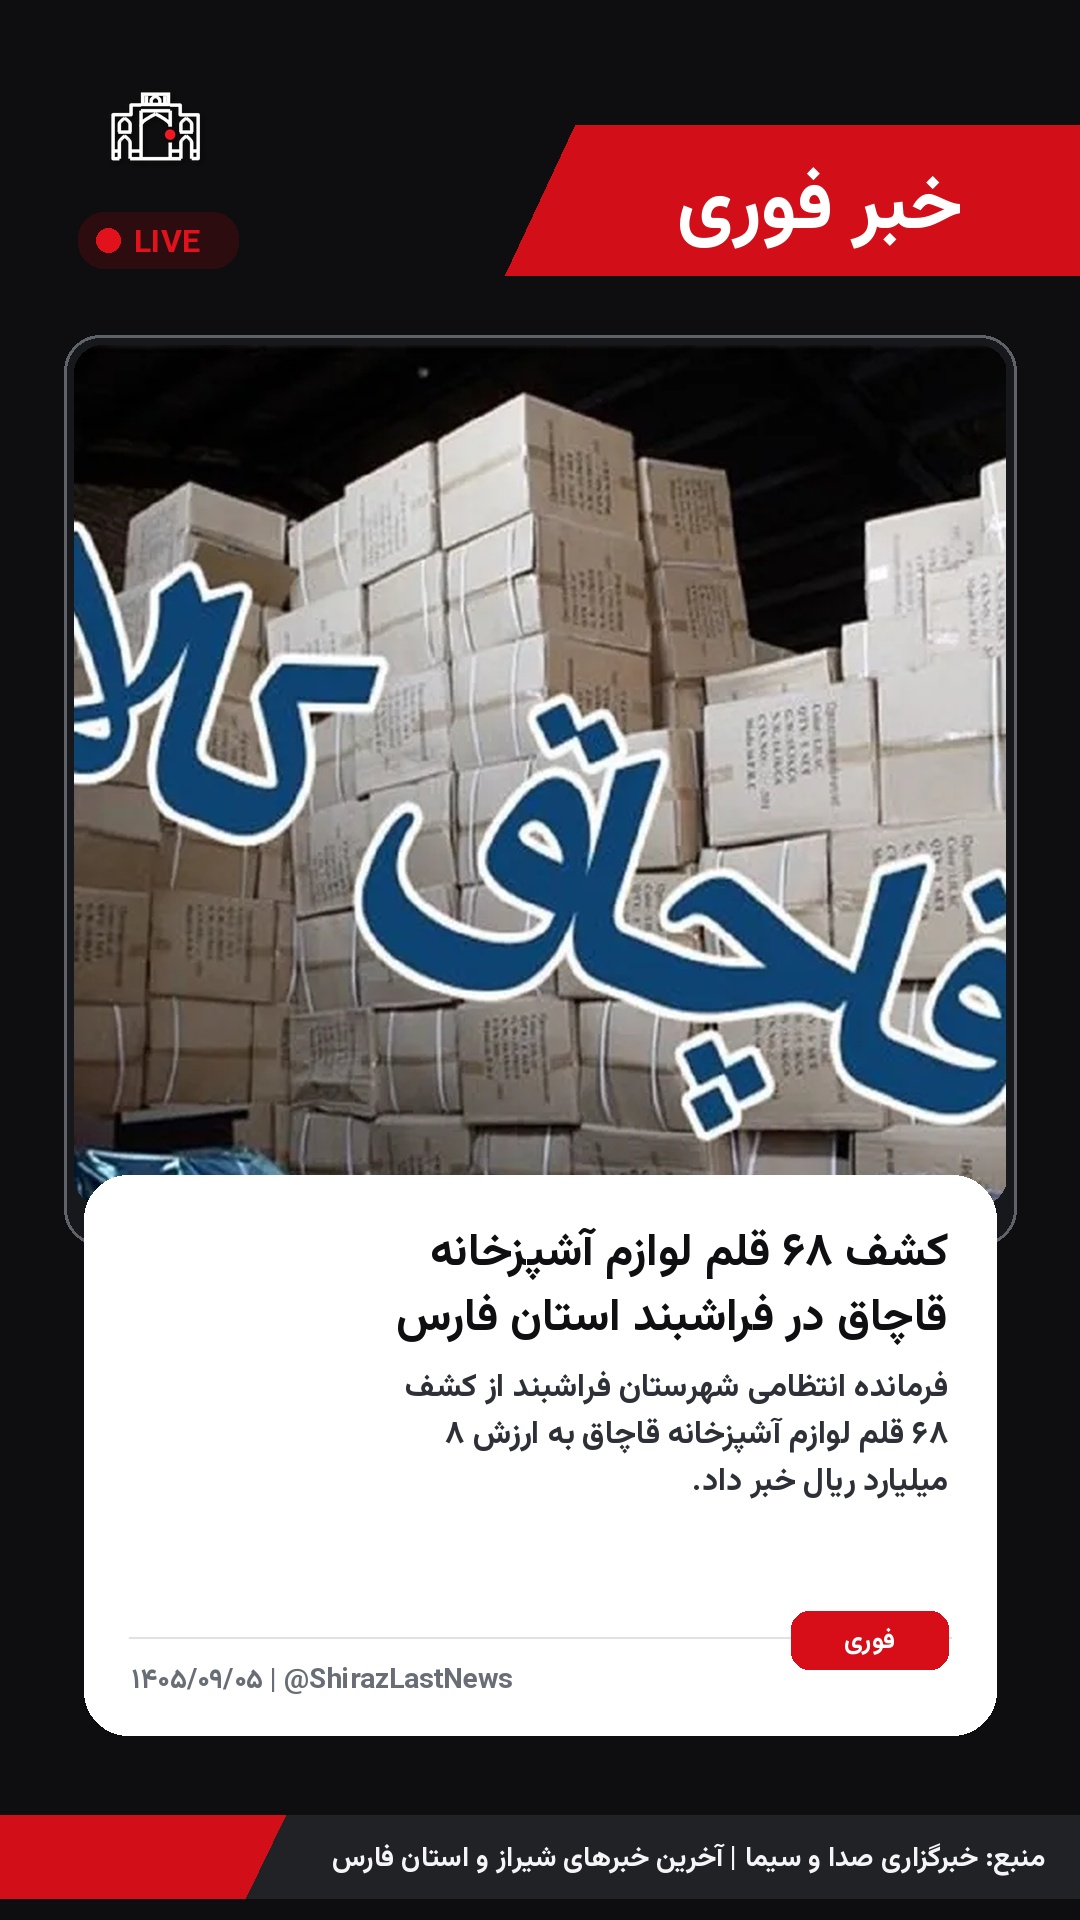 خبر فوری
LIVE
کالا
قاچاق
قا
کشف ۶۸ قلم لوازم آشپزخانه
قاچاق در فراشبند استان فارس
فرمانده انتظامی شهرستان فراشبند از کشف
۶۸ قلم لوازم آشپزخانه قاچاق به ارزش ۸
میلیارد ریال خبر داد.
فوری
۱۴۰۵/۰۹/۰۵ | @ShirazLastNews
منبع: خبرگزاری صدا و سیما | آخرین خبرهای شیراز و استان فارس